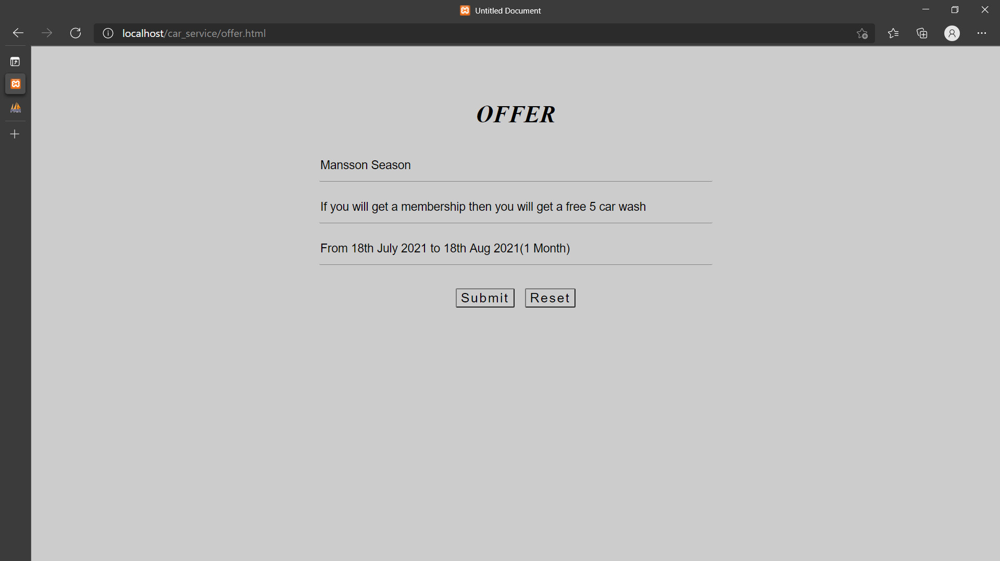 Untitled Document
localhost/car_service/offer.html
PMA
OFFER
Mansson Season
If you will get a membership then you will get a free 5 car wash
From 18th July 2021 to 18th Aug 2021(1 Month)
Submit Reset